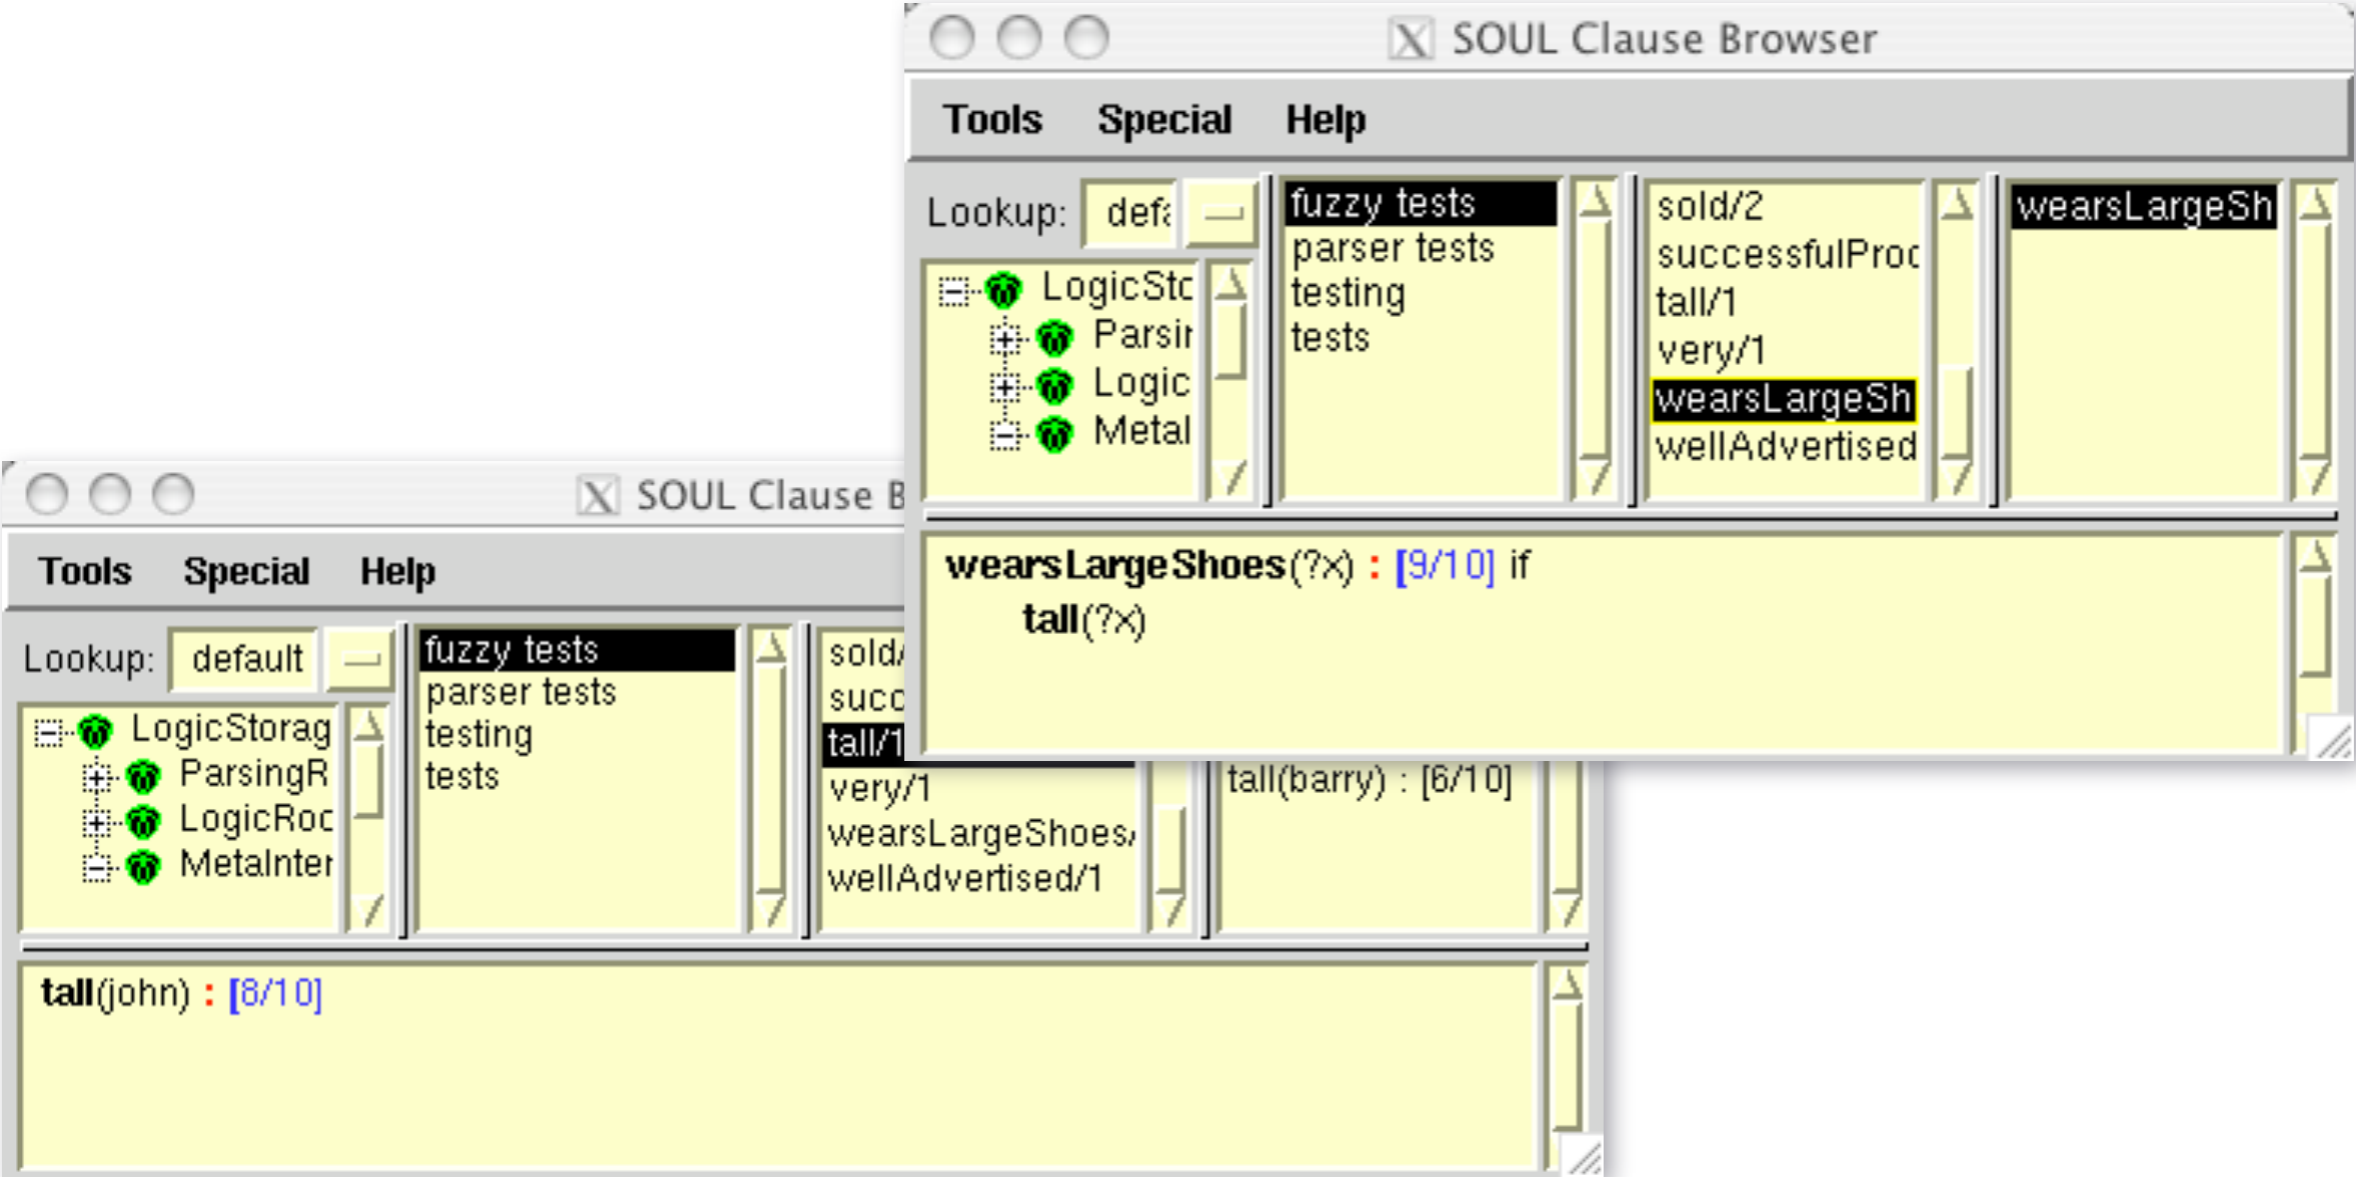 SOUL Clause Browser
Tools Special Help
Lookup: defa
LogicSto
Parsin
Logic
Metal
fuzzy tests
parser tests
testing
tests
sold/2
successfulProd
tall/1
very/1
wearsLargeSh
wellAdvertised
wearsLargeSh
wearsLargeShoes(?x) : [9/10] if
tall(?x)
SOUL Clause B
Tools Special Help
Lookup: default
LogicStorag
ParsingR
LogicRoo
MetaInter
fuzzy tests
parser tests
testing
tests
sold/
succ
tall/1
very/1
wearsLargeShoes/
wellAdvertised/1
tall(barry) : [6/10]
tall(john) : [8/10]